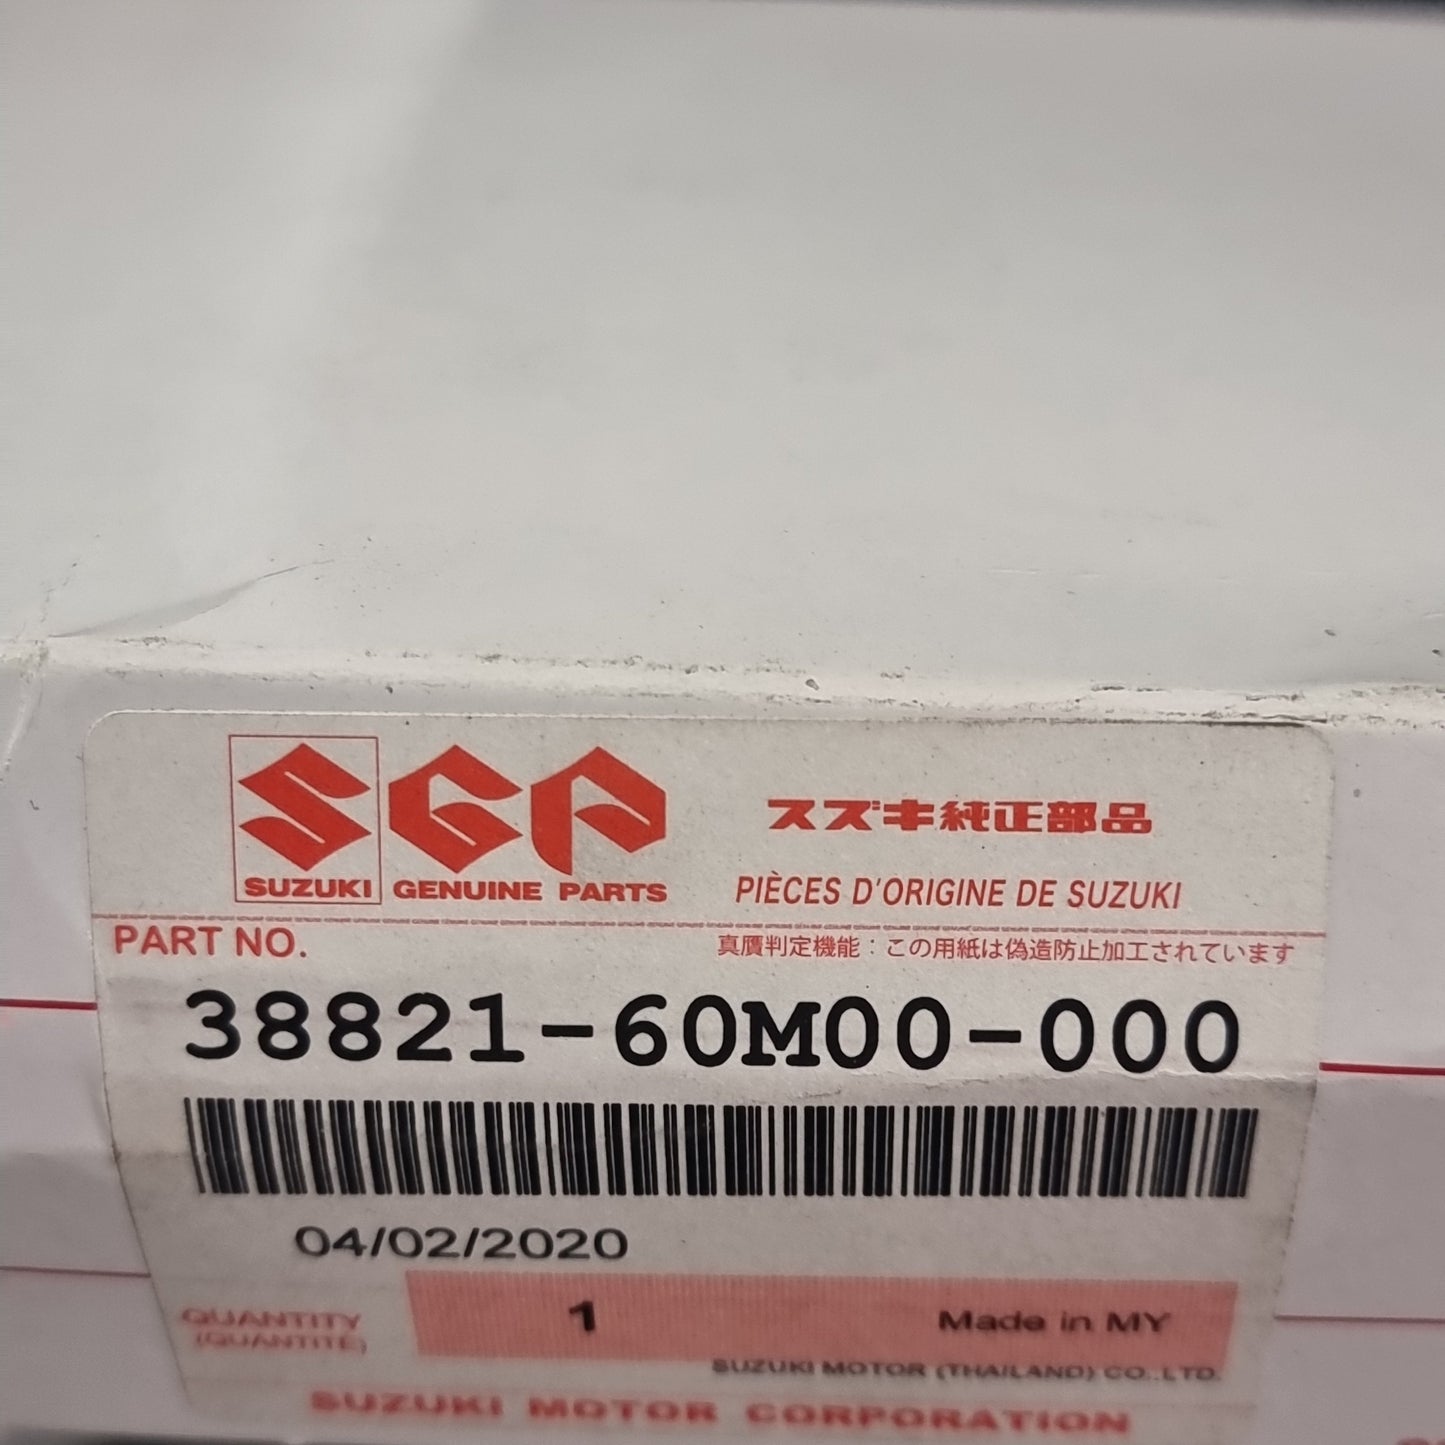 SGP
スズキ純正部品
SUZUKI GENUINE PARTS
PIÈCES D'ORIGINE DE SUZUKI
PART NO.
真贋判定機能：この用紙は偽造防止加工されています
38821-60M00-000
04/02/2020
QUANTITY
(QUANTITÉ)
1
Made in MY
SUZUKI MOTOR (THAILAND) CO.,LTD.
SUZUKI MOTOR CORPORATION